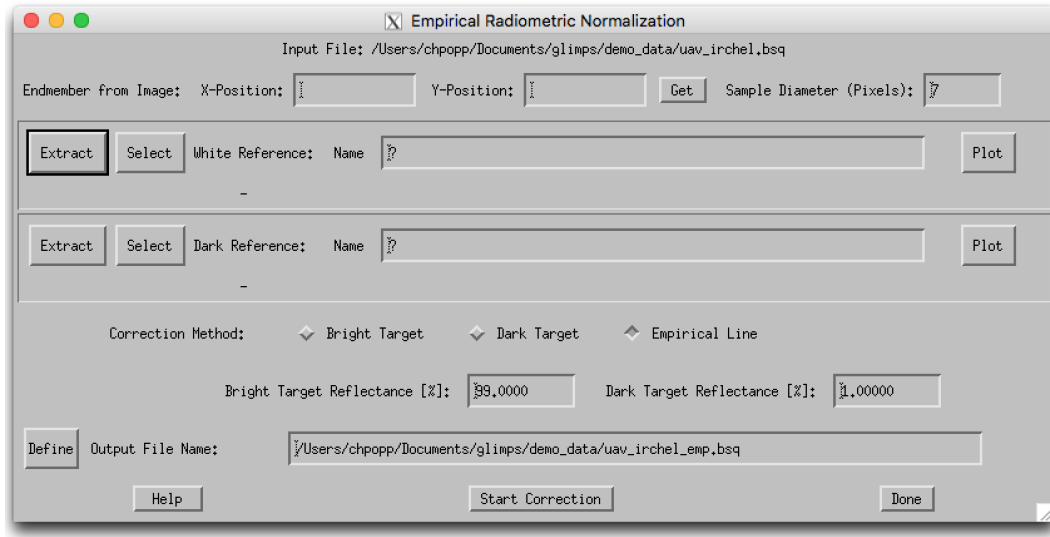 Empirical Radiometric Normalization
Input File: /Users/chpopp/Documents/glimps/demo_data/uav_irchel.bsq
Endmember from Image: X-Position: Y-Position: Get Sample Diameter (Pixels): 7
Extract Select White Reference: Name ? Plot
-
Extract Select Dark Reference: Name ? Plot
-
Correction Method: Bright Target Dark Target Empirical Line
Bright Target Reflectance [%]: 99.0000 Dark Target Reflectance [%]: 1.00000
Define Output File Name: /Users/chpopp/Documents/glimps/demo_data/uav_irchel_emp.bsq
Help Start Correction Done